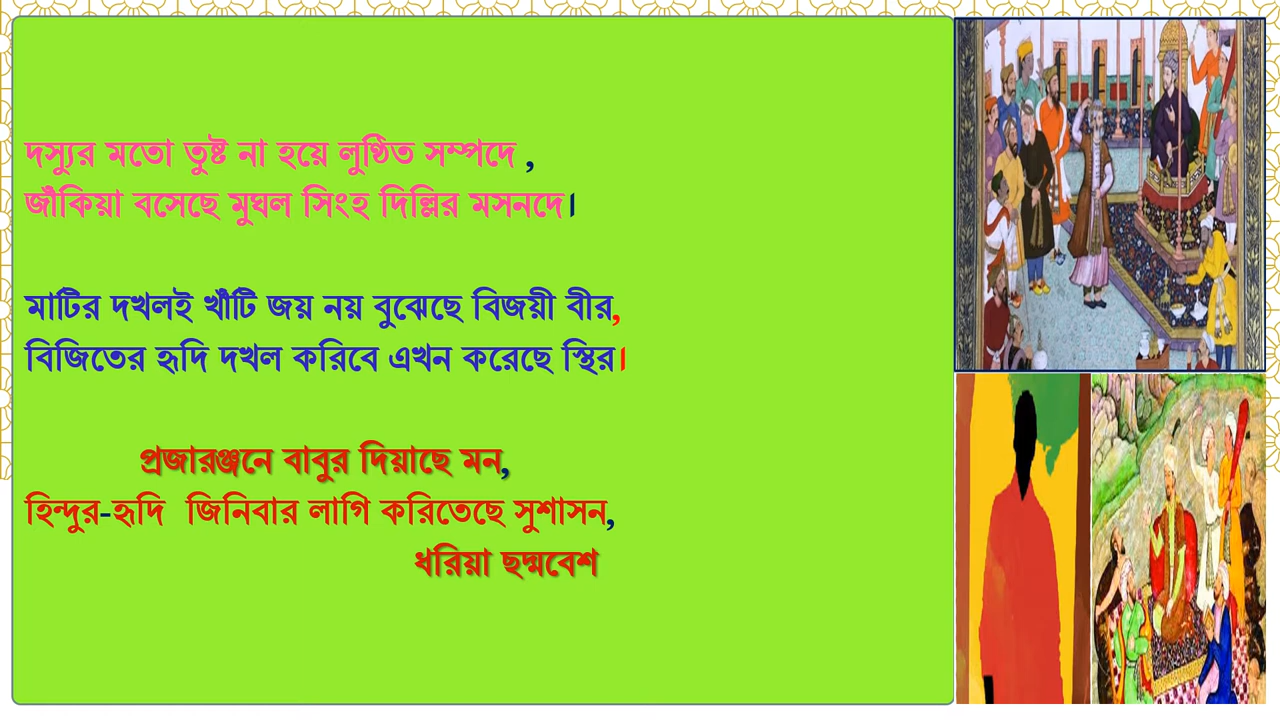 দস্যুর মতো তুষ্ট না হয়ে লুণ্ঠিত সম্পদে ,
জাঁকিয়া বসেছে মুঘল সিংহ দিল্লির মসনদে।
মাটির দখলই খাঁটি জয় নয় বুঝেছে বিজয়ী বীর,
বিজিতের হৃদি দখল করিবে এখন করেছে স্থির।
প্রজারঞ্জনে বাবুর দিয়াছে মন,
হিন্দুর-হৃদি জিনিবার লাগি করিতেছে সুশাসন,
ধরিয়া ছদ্মবেশ